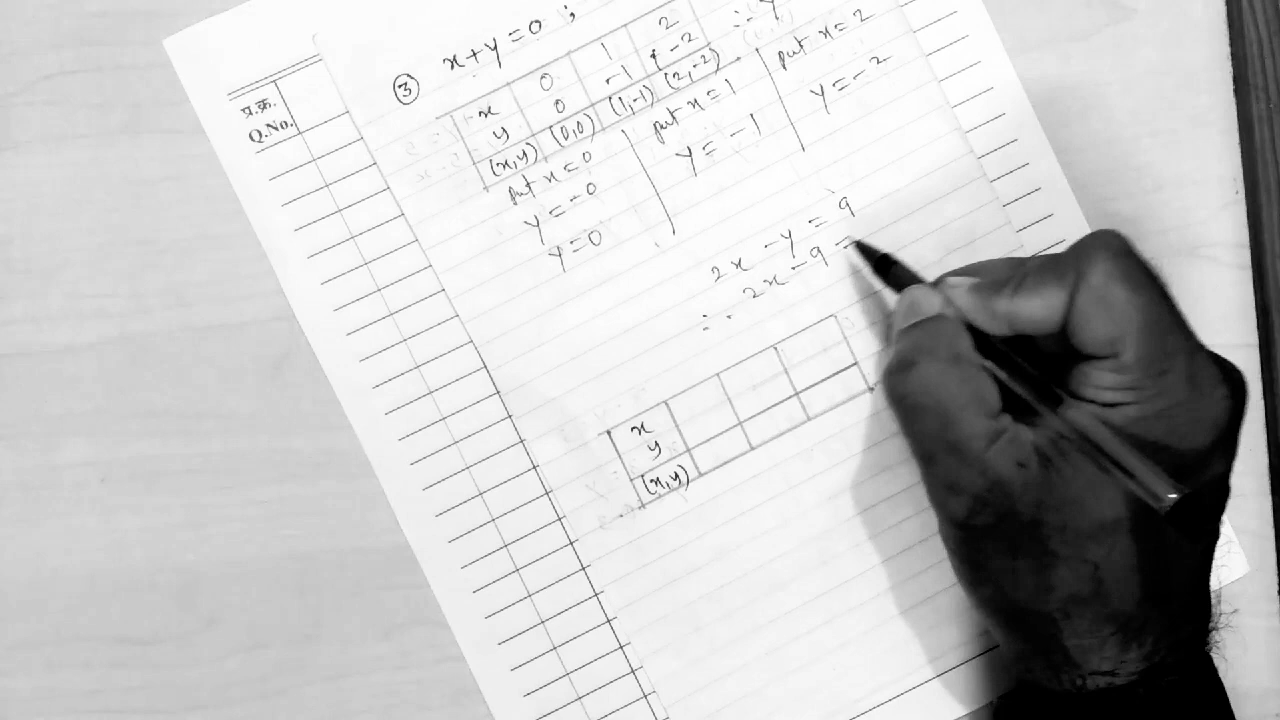 प्र.क्र.
Q.No.
③ x+y=0 ;
x 0 1 2
y 0 -1 -2
(x,y) (0,0) (1,-1) (2,-2)
∴ y
put x=0
y=-0
y=0
put x=1
y= -1
put x=2
y=-2
2x -y = 9
∴ 2x-9 =
x
y
(x,y)